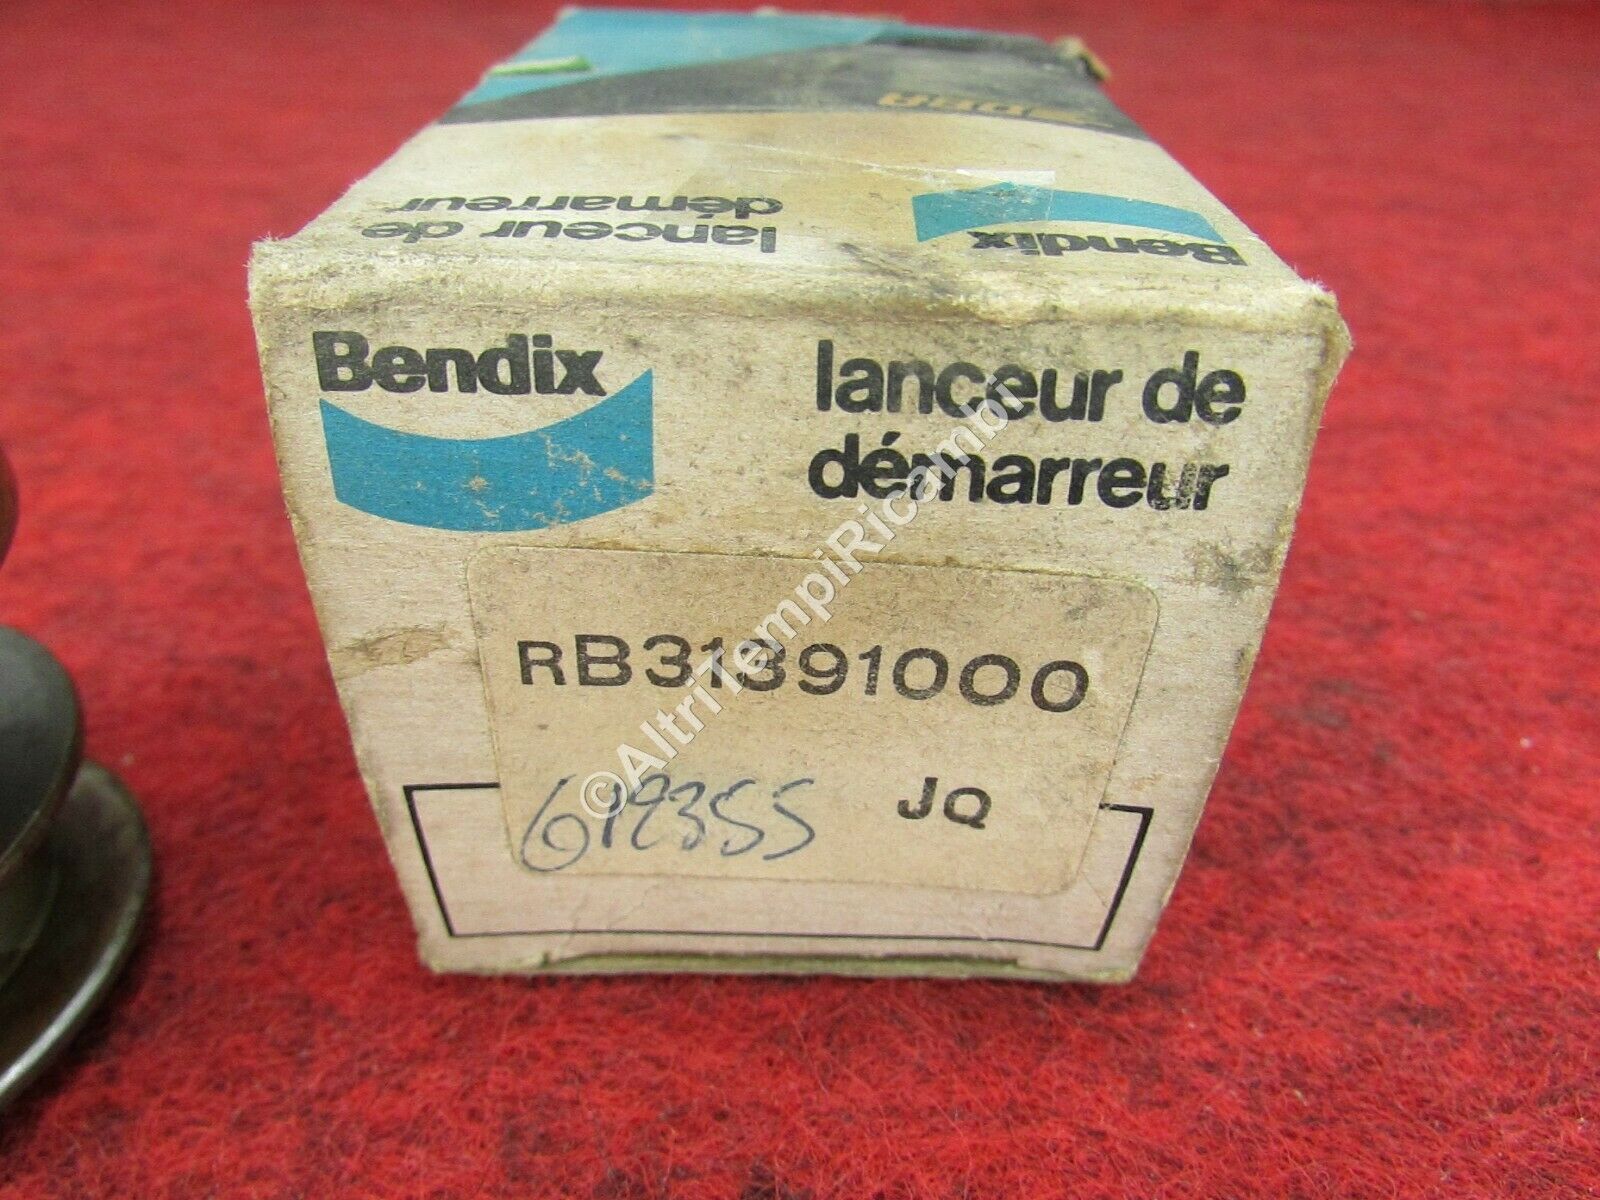 lanceur de
démarreur
Bendix
Bendix
lanceur de
démarreur
RB31391000
619355 JQ
©AltriTempiRicambi